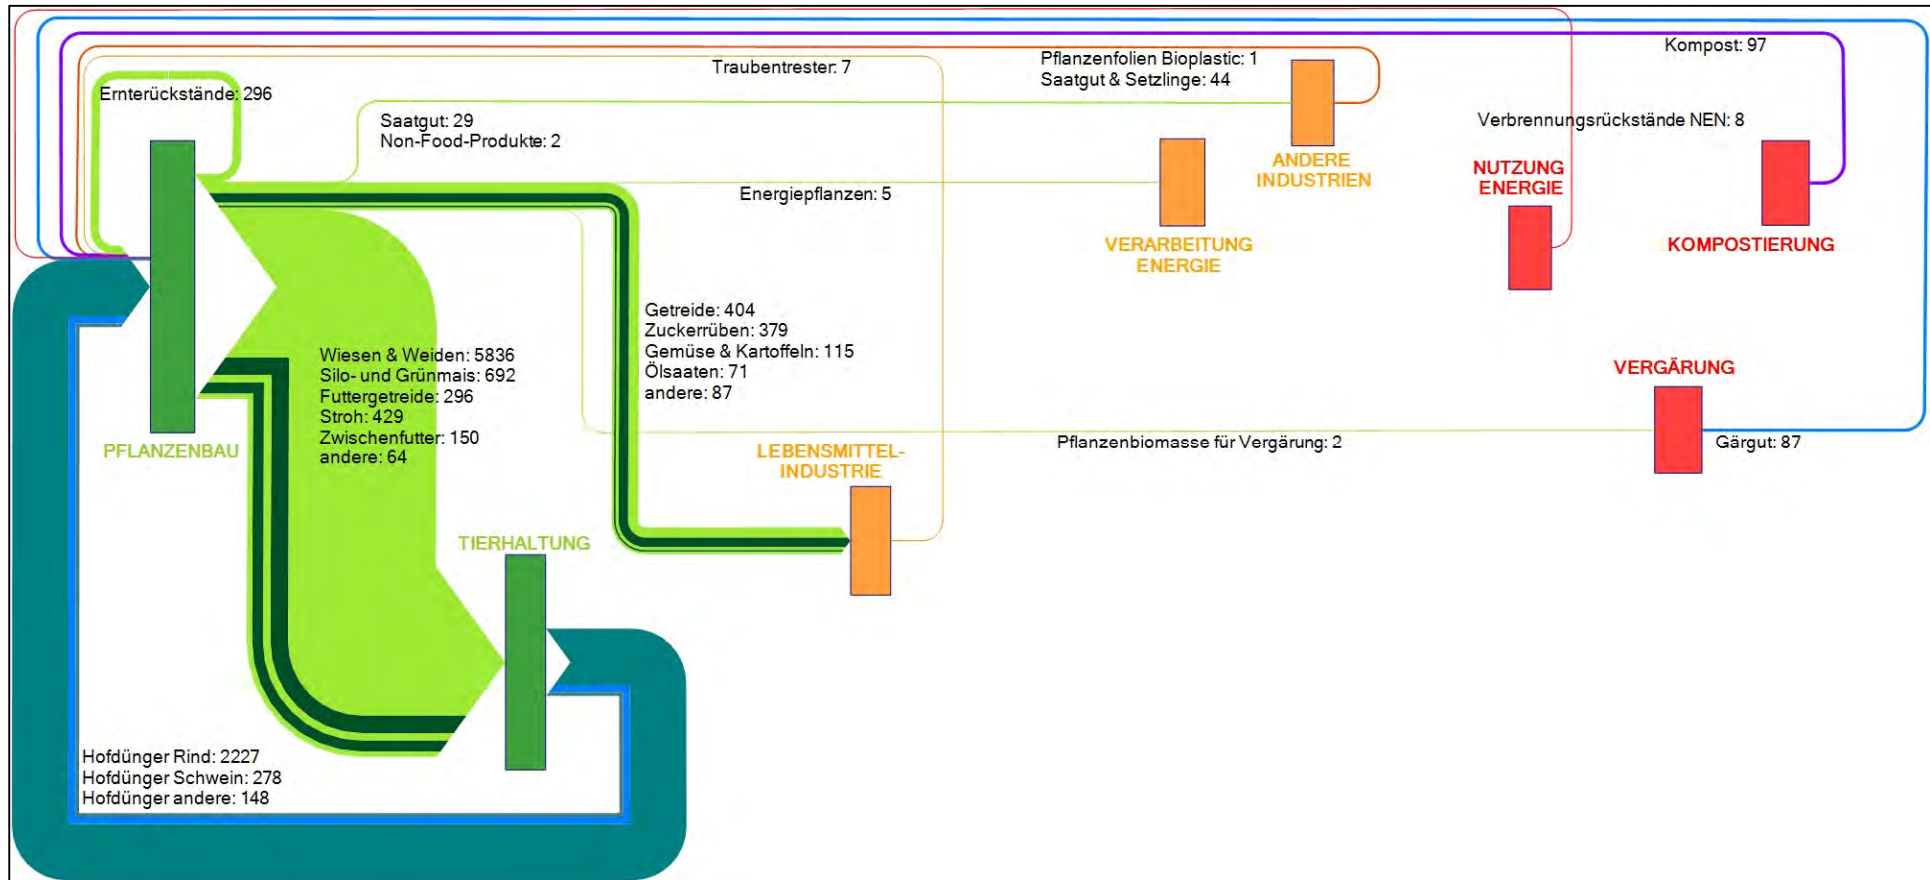 Kompost: 97
Pflanzenfolien Bioplastic: 1
Saatgut & Setzlinge: 44
Traubentrester: 7
Ernterückstände: 296
Saatgut: 29
Non-Food-Produkte: 2
Verbrennungsrückstände NEN: 8
ANDERE
INDUSTRIEN
NUTZUNG
ENERGIE
Energiepflanzen: 5
VERARBEITUNG
ENERGIE
KOMPOSTIERUNG
Getreide: 404
Zuckerrüben: 379
Gemüse & Kartoffeln: 115
Ölsaaten: 71
andere: 87
Wiesen & Weiden: 5836
Silo- und Grünmais: 692
Futtergetreide: 296
Stroh: 429
Zwischenfutter: 150
andere: 64
VERGÄRUNG
PFLANZENBAU
LEBENSMITTEL-
INDUSTRIE
Pflanzenbiomasse für Vergärung: 2
Gärgut: 87
TIERHALTUNG
Hofdünger Rind: 2227
Hofdünger Schwein: 278
Hofdünger andere: 148